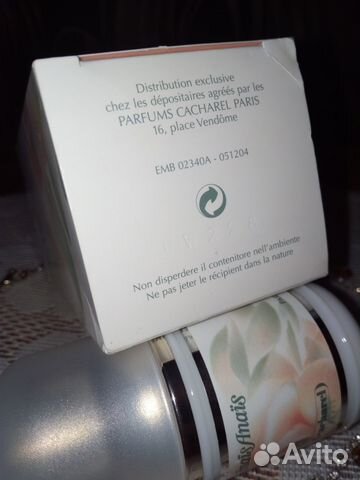 Distribution exclusive
chez les dépositaires agréés par les
PARFUMS CACHAREL PARIS
16, place Vendôme
EMB 02340A - 051204
Non disperdere il contenitore nell'ambiente
Ne pas jeter le récipient dans la nature
Anaïs
Avito